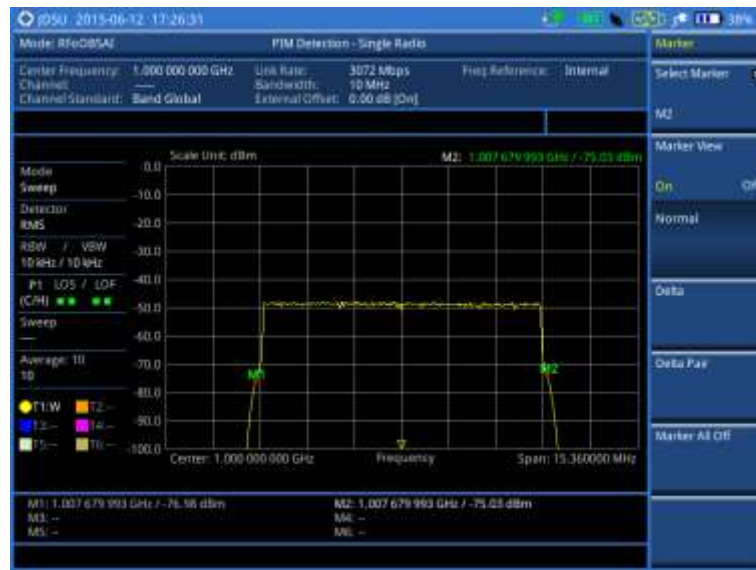 JDSU 2015-06-12 17:26:31
38%
Mode: RFoOBSAI
PIM Detection - Single Radio
Marker
Center Frequency: 1.000 000 000 GHz
Link Rate: 3072 Mbps
Freq Reference: Internal
Channel: ----
Bandwidth: 10 MHz
Channel Standard: Band Global
External Offset: 0.00 dB [On]
Select Marker
M2
Marker View
On
Normal
Delta
Delta Pair
Marker All Off
Scale Unit: dBm
M2: 1.007 679 993 GHz / -75.03 dBm
Mode
Sweep
Detector
RMS
RBW / VBW
10 kHz / 10 kHz
P1 LOS / LOF
(C/H)
Sweep
---
Average: 10
10
T1:W T2:--
T3:-- T4:--
T5:-- T6:--
0.0
-10.0
-20.0
-30.0
-40.0
-50.0
-60.0
-70.0
-80.0
-90.0
-100.0
M1
M2
Center: 1.000 000 000 GHz
Frequency
Span: 15.360000 MHz
M1: 1.007 679 993 GHz / -76.98 dBm
M2: 1.007 679 993 GHz / -75.03 dBm
M3: --
M4: --
M5: --
M6: --